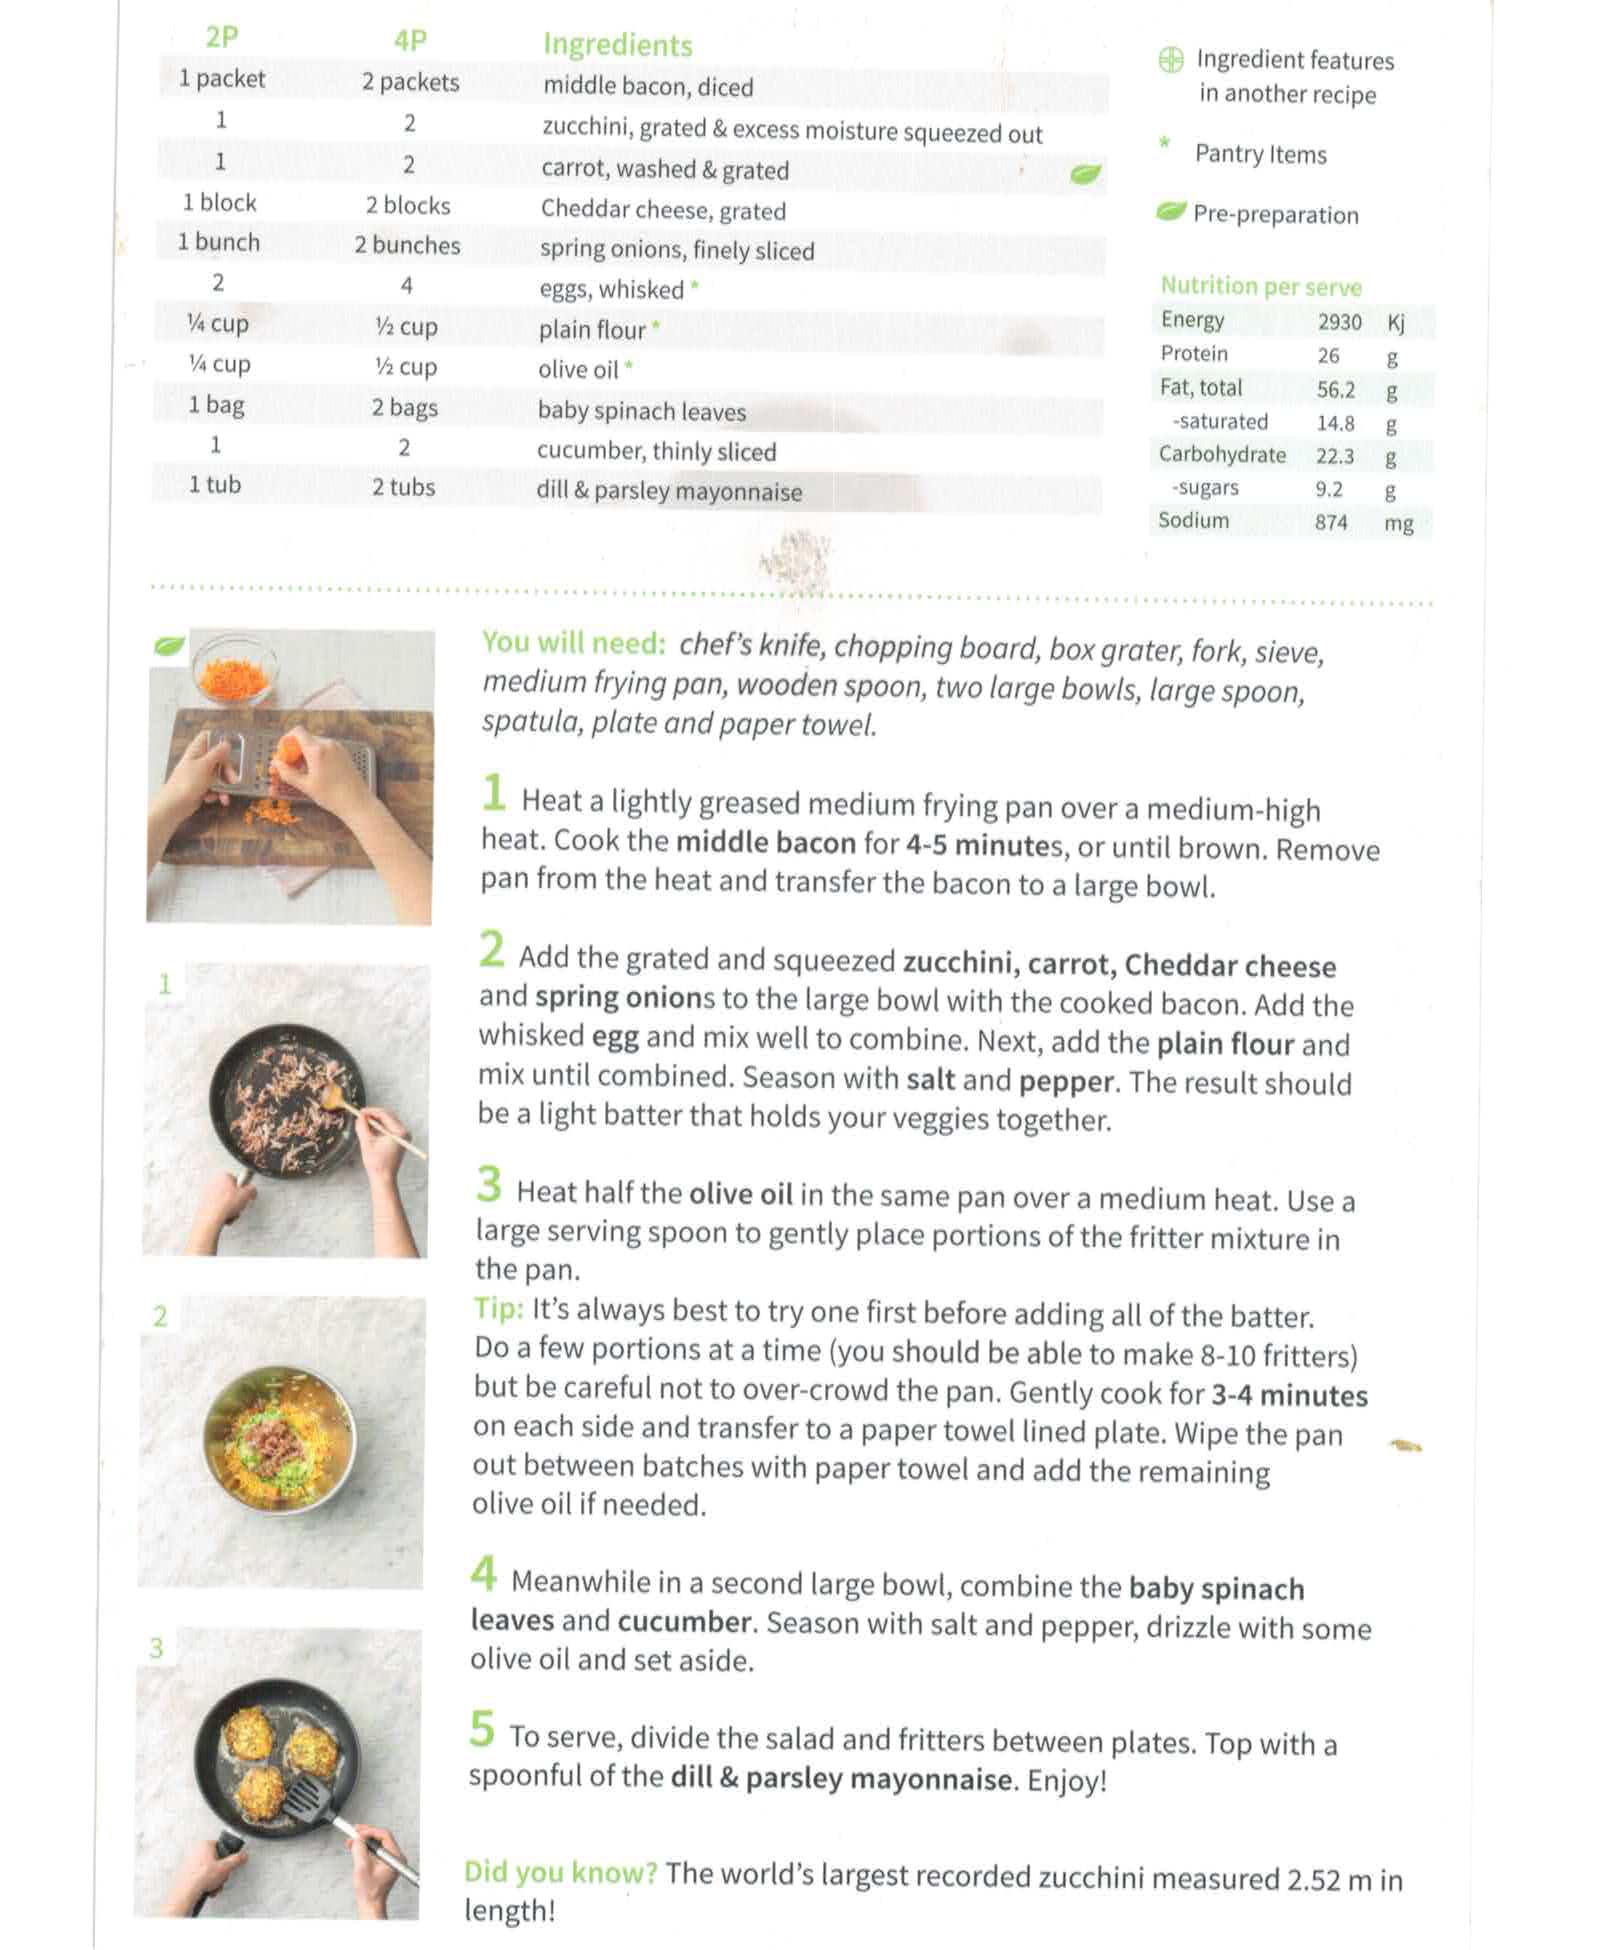 2P 4P Ingredients
1 packet 2 packets middle bacon, diced
1 2 zucchini, grated & excess moisture squeezed out
1 2 carrot, washed & grated
1 block 2 blocks Cheddar cheese, grated
1 bunch 2 bunches spring onions, finely sliced
2 4 eggs, whisked *
¼ cup ½ cup plain flour *
¼ cup ½ cup olive oil *
1 bag 2 bags baby spinach leaves
1 2 cucumber, thinly sliced
1 tub 2 tubs dill & parsley mayonnaise
Ingredient features
in another recipe
* Pantry Items
Pre-preparation
Nutrition per serve
Energy 2930 Kj
Protein 26 g
Fat, total 56.2 g
-saturated 14.8 g
Carbohydrate 22.3 g
-sugars 9.2 g
Sodium 874 mg
You will need: chef's knife, chopping board, box grater, fork, sieve,
medium frying pan, wooden spoon, two large bowls, large spoon,
spatula, plate and paper towel.
1 Heat a lightly greased medium frying pan over a medium-high
heat. Cook the middle bacon for 4-5 minutes, or until brown. Remove
pan from the heat and transfer the bacon to a large bowl.
1
2 Add the grated and squeezed zucchini, carrot, Cheddar cheese
and spring onions to the large bowl with the cooked bacon. Add the
whisked egg and mix well to combine. Next, add the plain flour and
mix until combined. Season with salt and pepper. The result should
be a light batter that holds your veggies together.
3 Heat half the olive oil in the same pan over a medium heat. Use a
large serving spoon to gently place portions of the fritter mixture in
the pan.
2
Tip: It's always best to try one first before adding all of the batter.
Do a few portions at a time (you should be able to make 8-10 fritters)
but be careful not to over-crowd the pan. Gently cook for 3-4 minutes
on each side and transfer to a paper towel lined plate. Wipe the pan
out between batches with paper towel and add the remaining
olive oil if needed.
4 Meanwhile in a second large bowl, combine the baby spinach
leaves and cucumber. Season with salt and pepper, drizzle with some
olive oil and set aside.
3
5 To serve, divide the salad and fritters between plates. Top with a
spoonful of the dill & parsley mayonnaise. Enjoy!
Did you know? The world's largest recorded zucchini measured 2.52 m in
length!